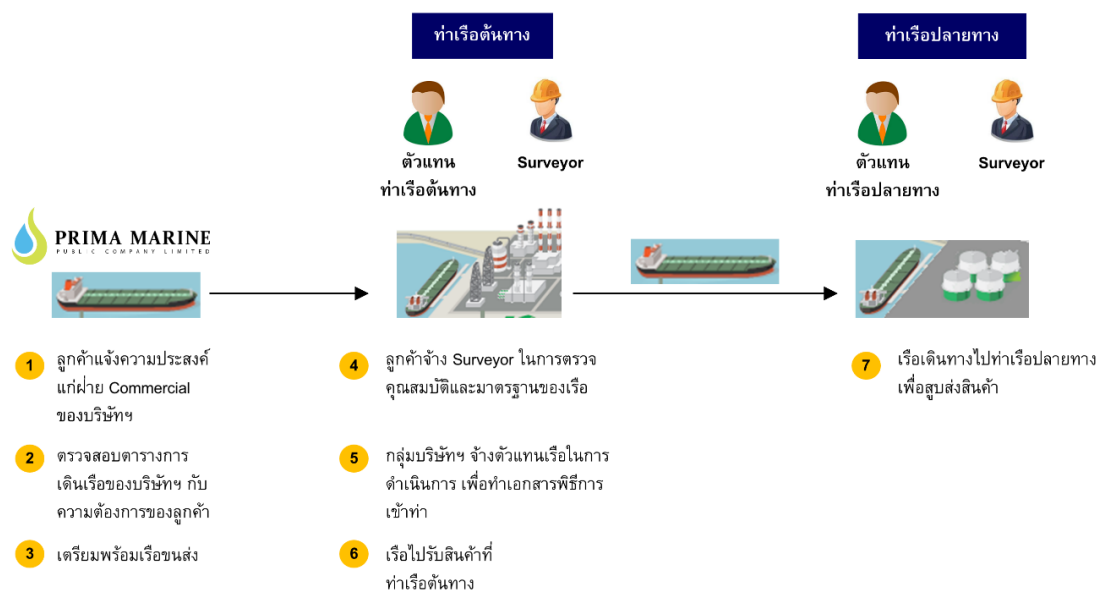 ท่าเรือต้นทาง
ท่าเรือปลายทาง
ตัวแทน
ท่าเรือต้นทาง
Surveyor
ตัวแทน
ท่าเรือปลายทาง
Surveyor
PRIMA MARINE
PUBLIC COMPANY LIMITED
1
ลูกค้าแจ้งความประสงค์
แก่ฝ่าย Commercial
ของบริษัทฯ
2
ตรวจสอบตารางการ
เดินเรือของบริษัทฯ กับ
ความต้องการของลูกค้า
3
เตรียมพร้อมเรือขนส่ง
4
ลูกค้าจ้าง Surveyor ในการตรวจ
คุณสมบัติและมาตรฐานของเรือ
5
กลุ่มบริษัทฯ จ้างตัวแทนเรือในการ
ดำเนินการ เพื่อทำเอกสารพิธีการ
เข้าท่า
6
เรือไปรับสินค้าที่
ท่าเรือต้นทาง
7
เรือเดินทางไปท่าเรือปลายทาง
เพื่อสูบส่งสินค้า